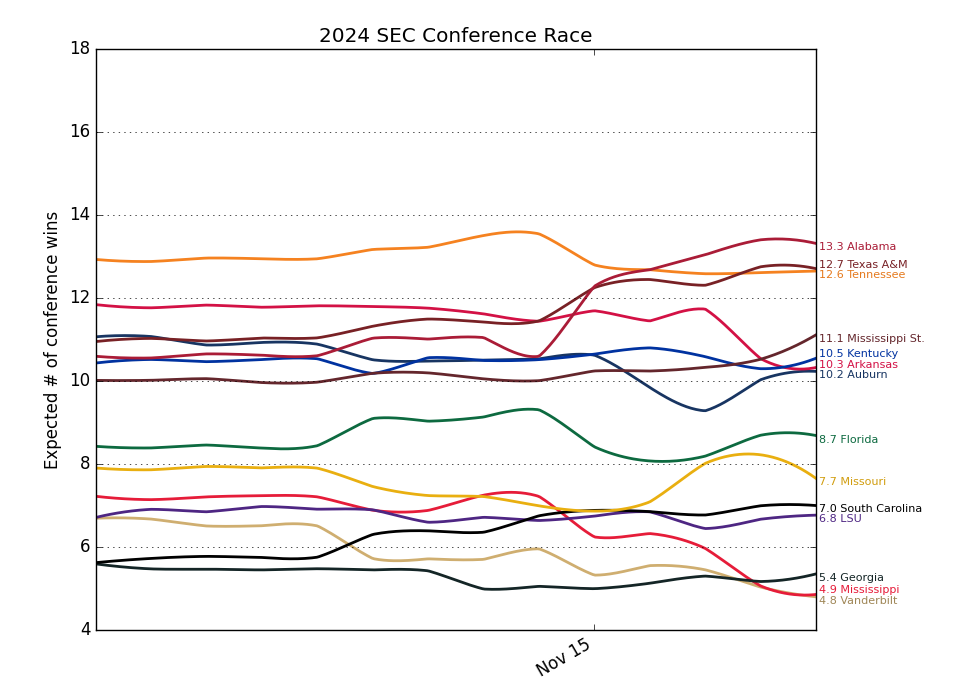 2024 SEC Conference Race
Expected # of conference wins
18
16
14
12
10
8
6
4
Nov 15
13.3 Alabama
12.7 Texas A&M
12.6 Tennessee
11.1 Mississippi St.
10.5 Kentucky
10.3 Arkansas
10.2 Auburn
8.7 Florida
7.7 Missouri
7.0 South Carolina
6.8 LSU
5.4 Georgia
4.9 Mississippi
4.8 Vanderbilt